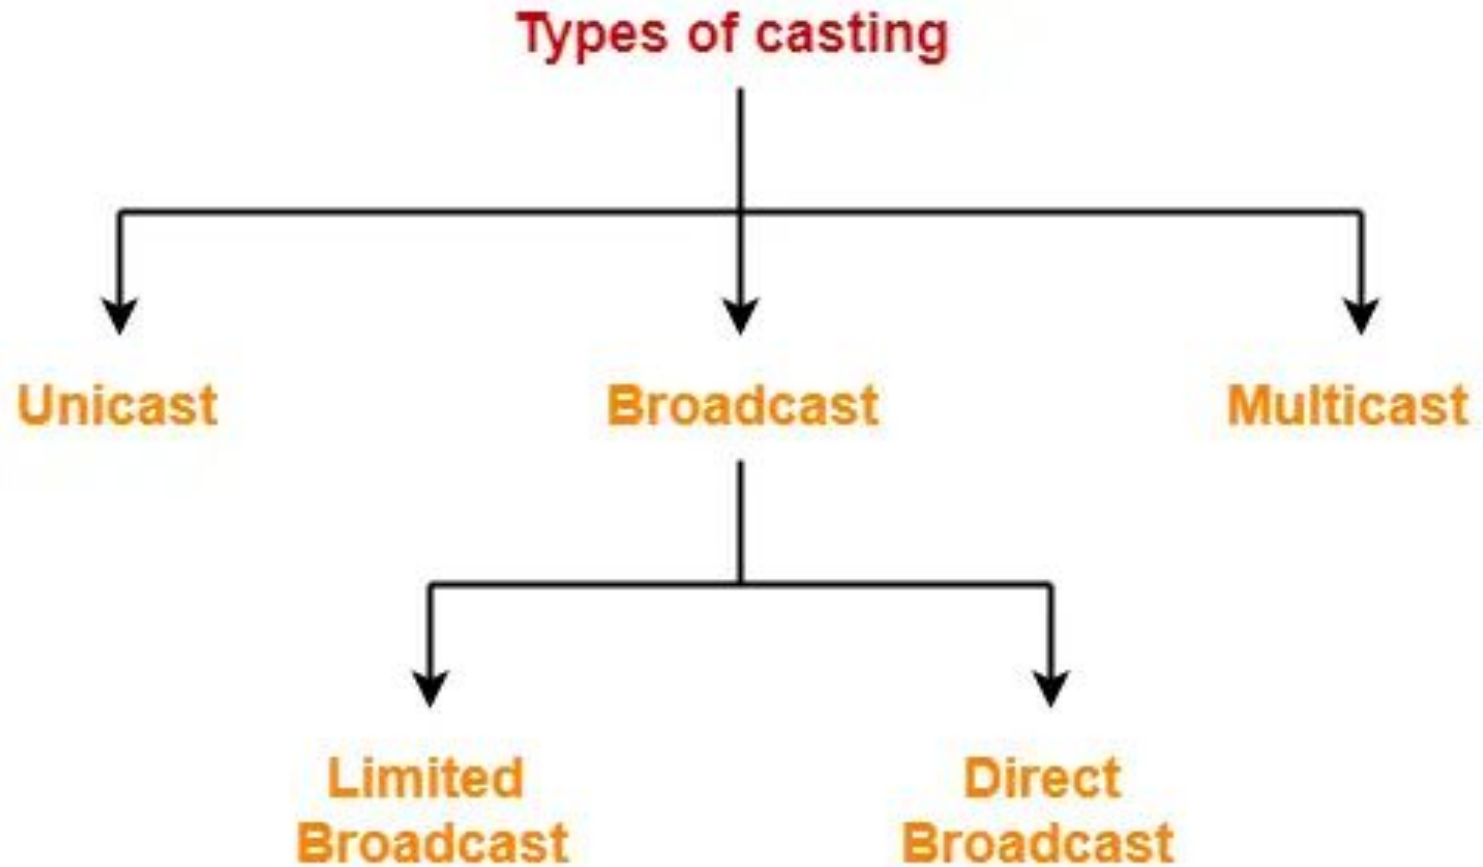 Types of casting
Unicast
Broadcast
Multicast
Limited
Broadcast
Direct
Broadcast